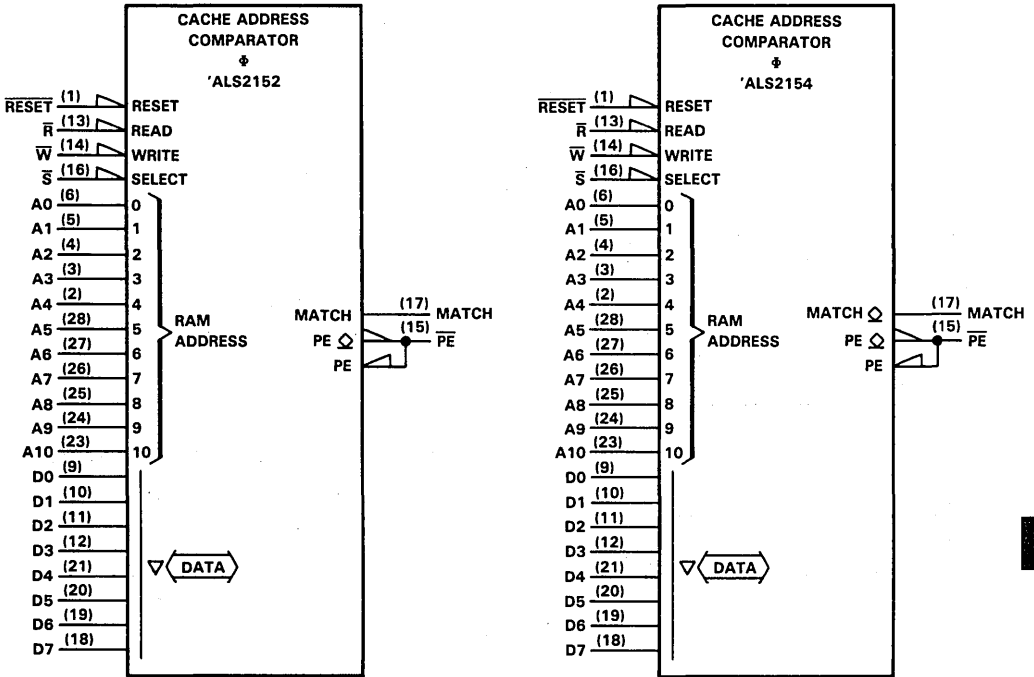 CACHE ADDRESS
COMPARATOR
Φ
'ALS2152
RESET (1) RESET
R (13) READ
W (14) WRITE
S (16) SELECT
A0 (6) 0
A1 (5) 1
A2 (4) 2
A3 (3) 3
A4 (2) 4
A5 (28) 5
A6 (27) 6
A7 (26) 7
A8 (25) 8
A9 (24) 9
A10 (23) 10
RAM
ADDRESS
D0 (9)
D1 (10)
D2 (11)
D3 (12)
D4 (21)
D5 (20)
D6 (19)
D7 (18)
DATA
MATCH (17) MATCH
PE (15) PE
PE
CACHE ADDRESS
COMPARATOR
Φ
'ALS2154
RESET (1) RESET
R (13) READ
W (14) WRITE
S (16) SELECT
A0 (6) 0
A1 (5) 1
A2 (4) 2
A3 (3) 3
A4 (2) 4
A5 (28) 5
A6 (27) 6
A7 (26) 7
A8 (25) 8
A9 (24) 9
A10 (23) 10
RAM
ADDRESS
D0 (9)
D1 (10)
D2 (11)
D3 (12)
D4 (21)
D5 (20)
D6 (19)
D7 (18)
DATA
MATCH (17) MATCH
PE (15) PE
PE